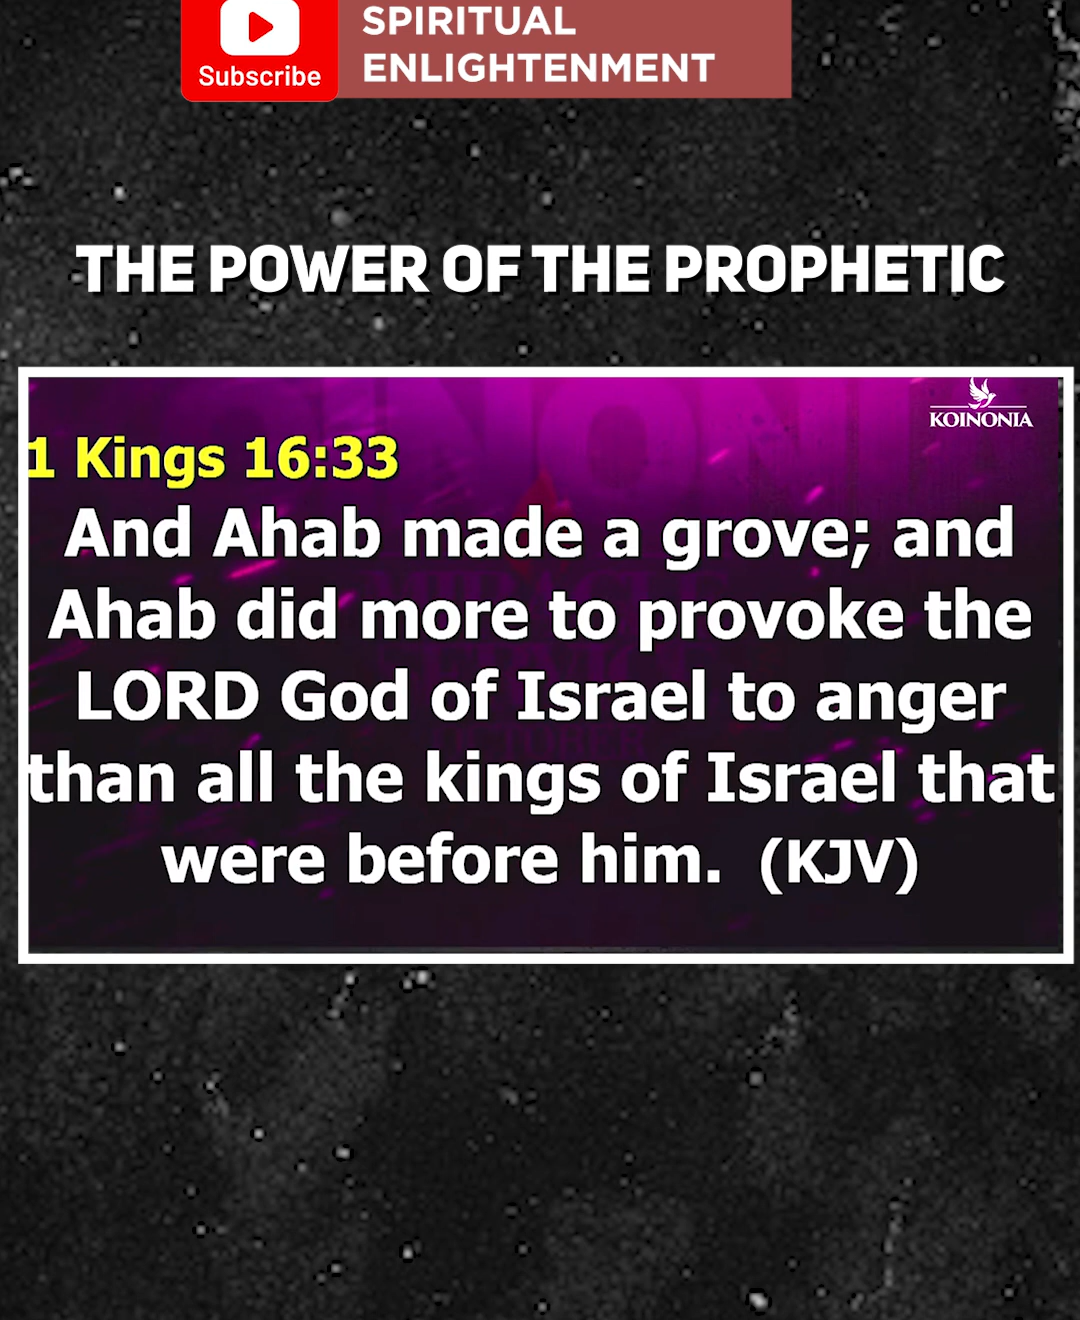 Subscribe
SPIRITUAL
ENLIGHTENMENT
THE POWER OF THE PROPHETIC
KOINONIA
1 Kings 16:33
And Ahab made a grove; and
Ahab did more to provoke the
LORD God of Israel to anger
than all the kings of Israel that
were before him. (KJV)